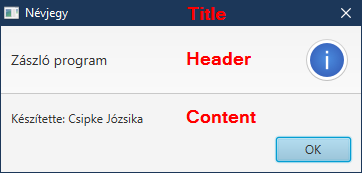 Névjegy Title
Zászló program Header i
Készítette: Csipke Józsika Content
OK